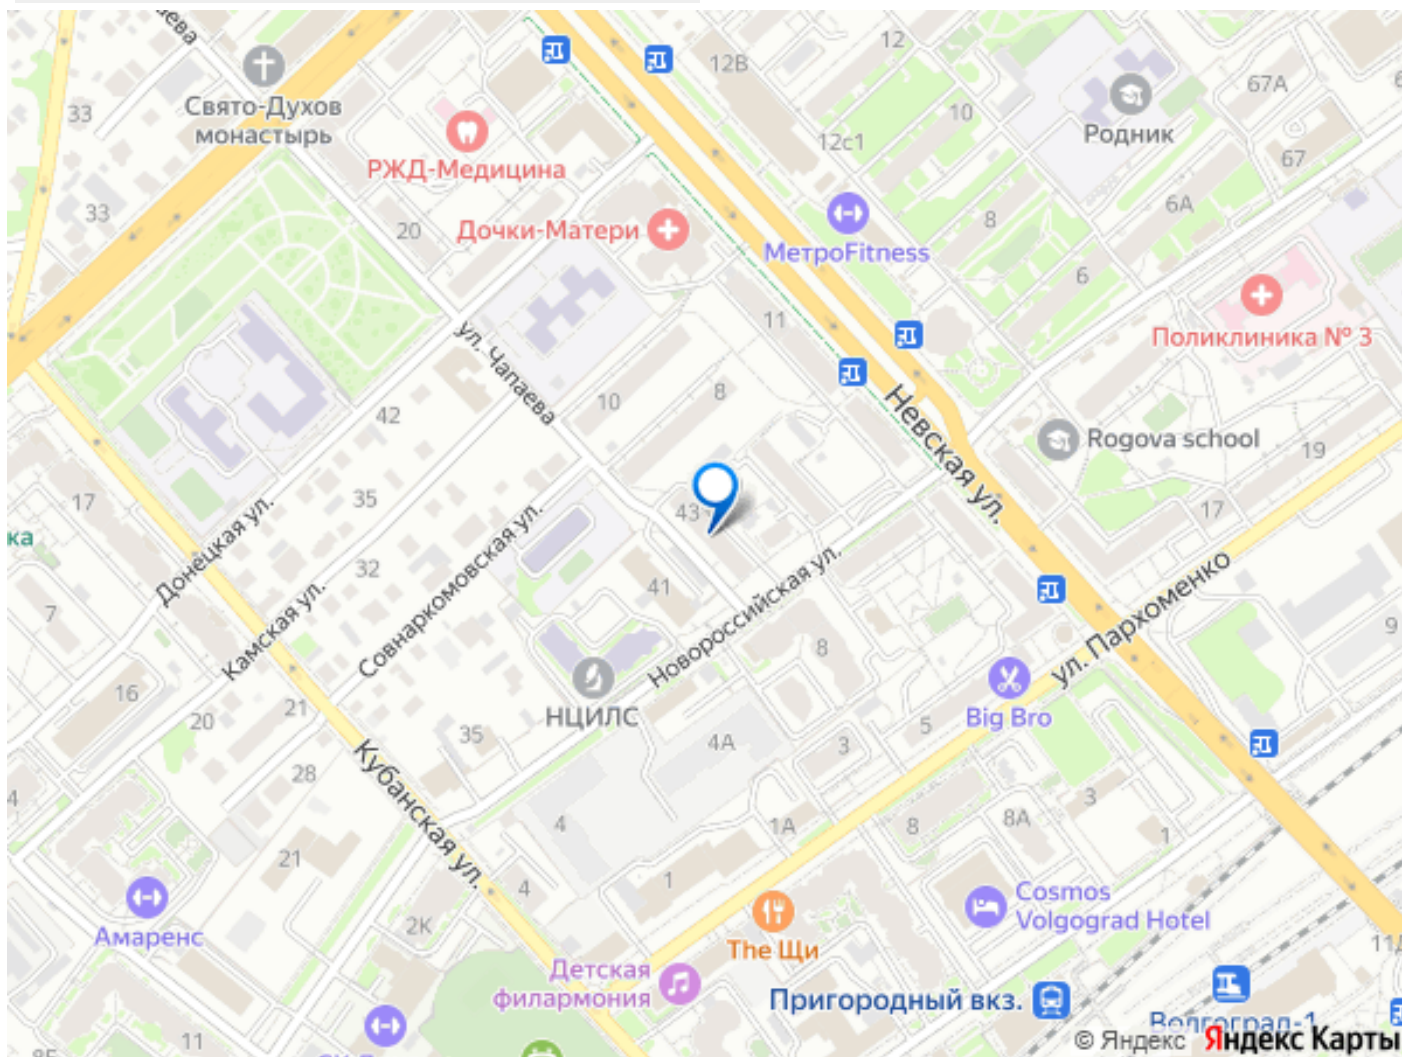 12В
12
67А
33
Свято-Духов
монастырь
РЖД-Медицина
12с1
10
Родник
67
33
20
Дочки-Матери
МетроFitness
8
6А
6
11
Поликлиника № 3
ул. Чапаева
42
10
8
Невская ул.
Rogova school
19
17
35
43
17
ка
Донецкая ул.
32
Совнаркомовская ул.
Камская ул.
41
Новороссийская ул.
7
ул. Пархоменко
9
8
16
20
21
НЦИЛС
35
4А
3
5
Big Bro
Кубанская ул.
28
4
4
1А
8
8А
3
1
21
4
1
2К
Амаренс
The Щи
Cosmos
Volgograd Hotel
Детская
филармония
Пригородный вкз.
Волгоград-1
11
© Яндекс Яндекс Карты